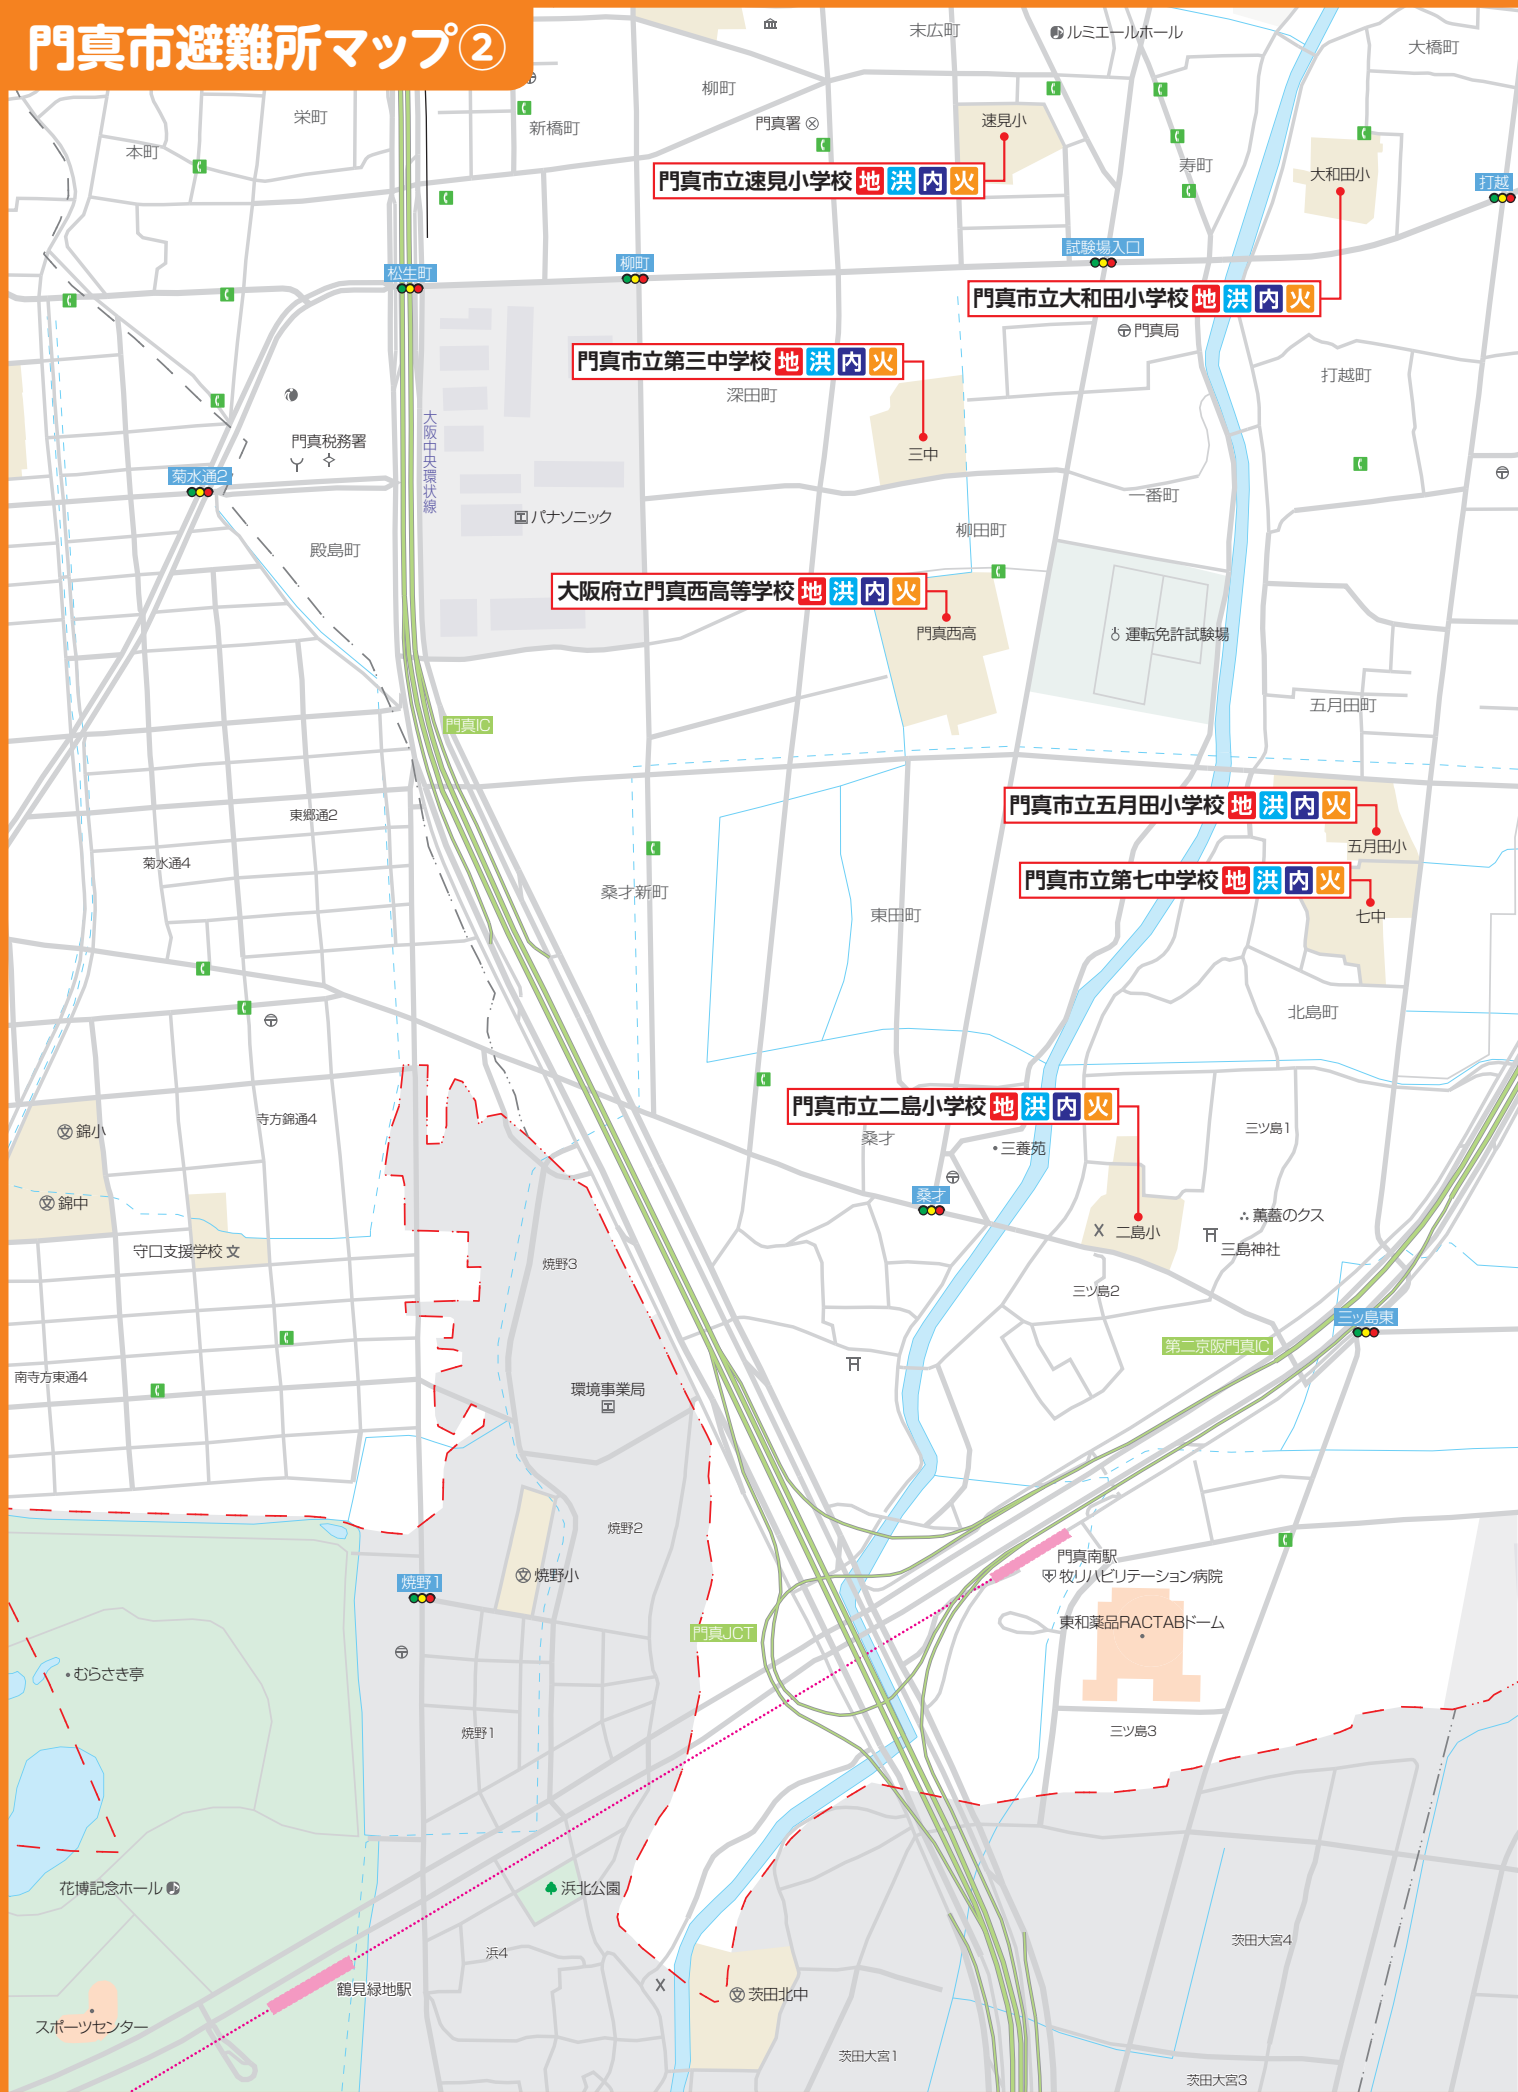 門真市避難所マップ②
末広町
ルミエールホール
大橋町
柳町
栄町
新橋町
門真署
速見小
本町
寿町
大和田小
門真市立速見小学校 地 洪 内 火
打越
試験場入口
柳町
松生町
門真市立大和田小学校 地 洪 内 火
門真局
門真市立第三中学校 地 洪 内 火
打越町
深田町
大阪中央環状線
門真税務署
三中
菊水通2
一番町
パナソニック
柳田町
殿島町
大阪府立門真西高等学校 地 洪 内 火
門真西高
運転免許試験場
五月田町
門真IC
門真市立五月田小学校 地 洪 内 火
東郷通2
五月田小
菊水通4
門真市立第七中学校 地 洪 内 火
桑才新町
東田町
七中
北島町
門真市立二島小学校 地 洪 内 火
寺方錦通4
錦小
三ツ島1
桑才
三養苑
桑才
錦中
薫蓋のクス
二島小
守口支援学校
三島神社
焼野3
三ツ島2
三ッ島東
第二京阪門真IC
南寺方東通4
環境事業局
焼野2
門真南駅
焼野小
牧リハビリテーション病院
焼野1
東和薬品RACTABドーム
門真JCT
むらさき亭
焼野1
三ツ島3
花博記念ホール
浜北公園
茨田大宮4
浜4
鶴見緑地駅
茨田北中
スポーツセンター
茨田大宮1
茨田大宮3